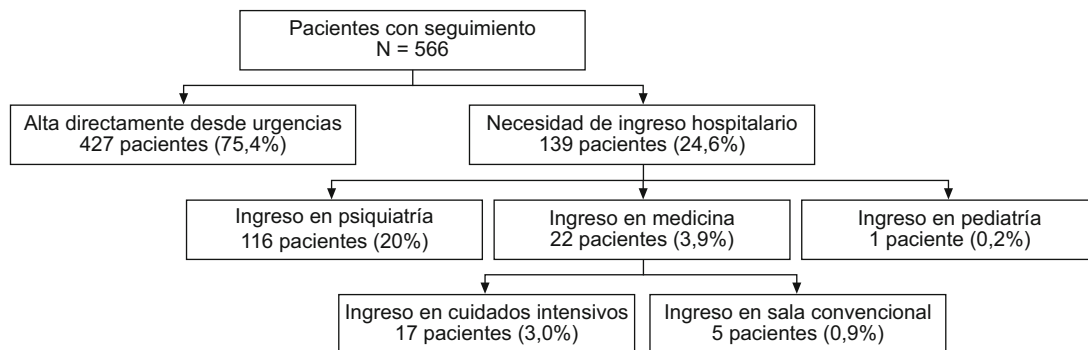 Pacientes con seguimiento
N = 566
Alta directamente desde urgencias
427 pacientes (75,4%)
Necesidad de ingreso hospitalario
139 pacientes (24,6%)
Ingreso en psiquiatría
116 pacientes (20%)
Ingreso en medicina
22 pacientes (3,9%)
Ingreso en pediatría
1 paciente (0,2%)
Ingreso en cuidados intensivos
17 pacientes (3,0%)
Ingreso en sala convencional
5 pacientes (0,9%)